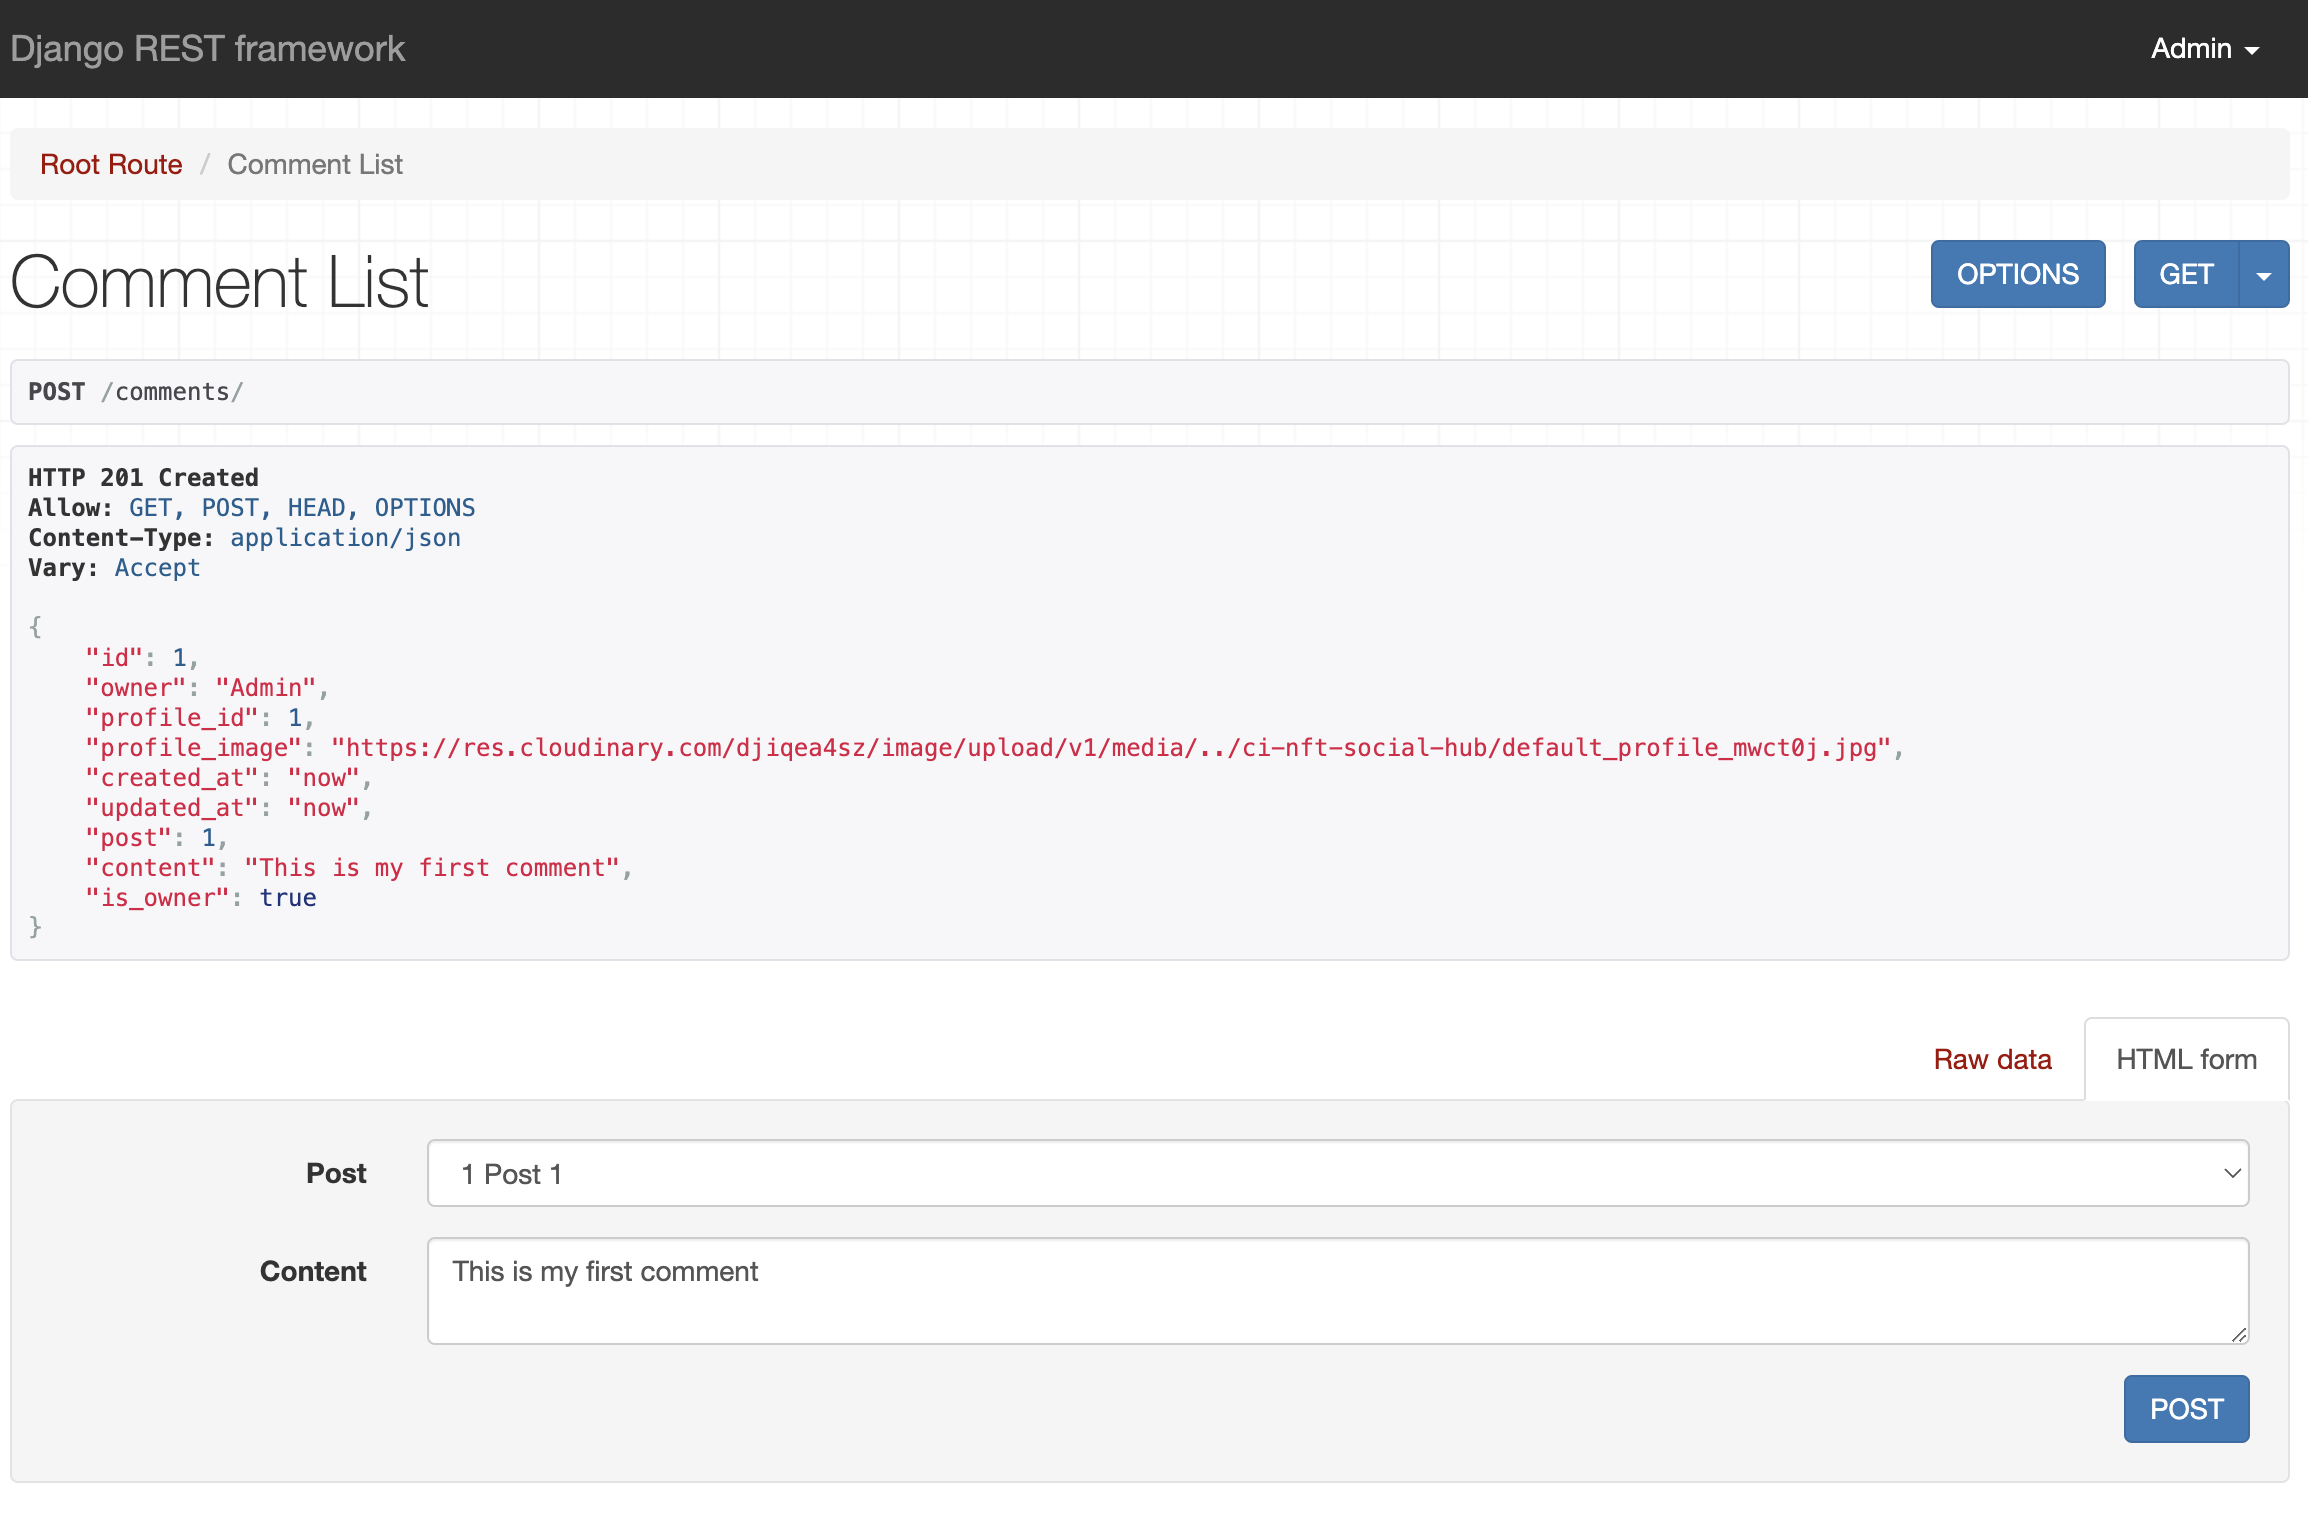 Django REST framework
Admin
Root Route / Comment List
Comment List
OPTIONS
GET
POST /comments/
HTTP 201 Created
Allow: GET, POST, HEAD, OPTIONS
Content-Type: application/json
Vary: Accept
{
    "id": 1,
    "owner": "Admin",
    "profile_id": 1,
    "profile_image": "https://res.cloudinary.com/djiqea4sz/image/upload/v1/media/../ci-nft-social-hub/default_profile_mwct0j.jpg",
    "created_at": "now",
    "updated_at": "now",
    "post": 1,
    "content": "This is my first comment",
    "is_owner": true
}
Raw data
HTML form
Post
1 Post 1
Content
This is my first comment
POST